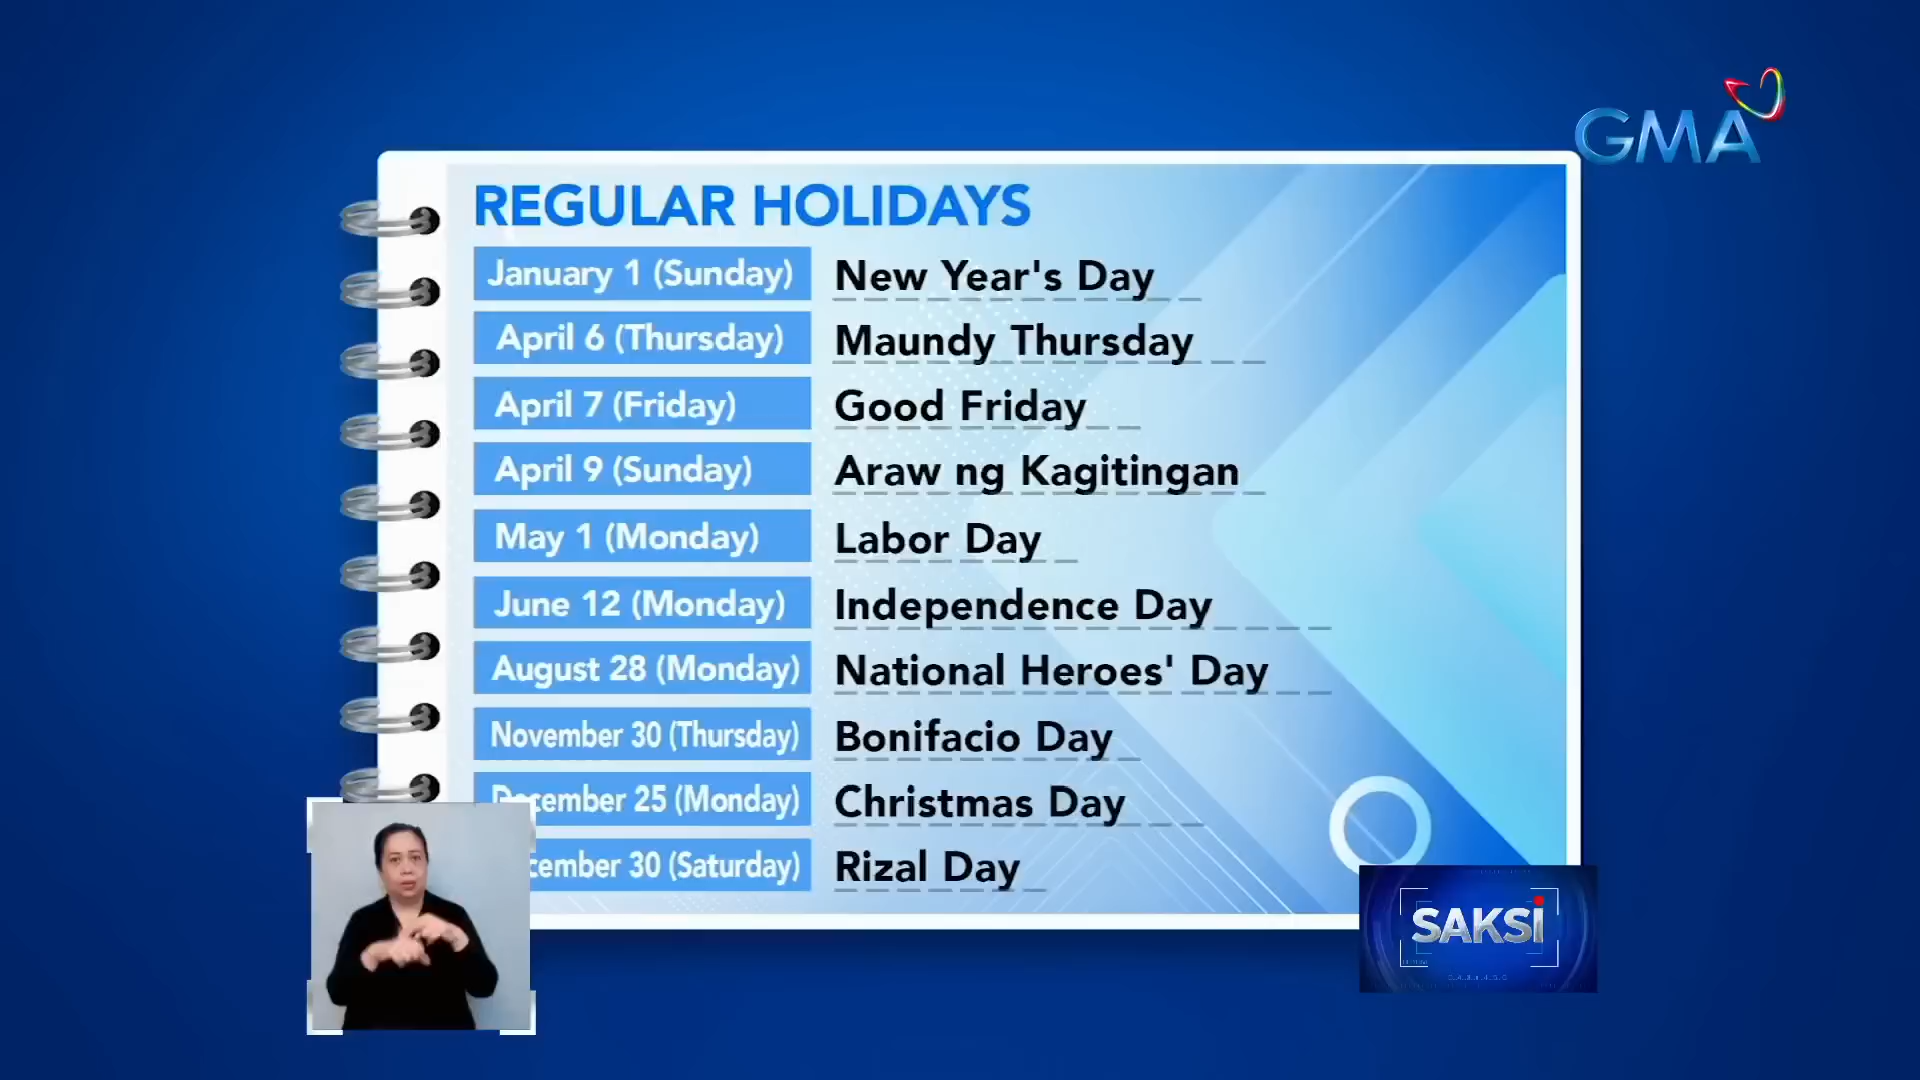 GMA
REGULAR HOLIDAYS
January 1 (Sunday) New Year's Day
April 6 (Thursday) Maundy Thursday
April 7 (Friday) Good Friday
April 9 (Sunday) Araw ng Kagitingan
May 1 (Monday) Labor Day
June 12 (Monday) Independence Day
August 28 (Monday) National Heroes' Day
November 30 (Thursday) Bonifacio Day
December 25 (Monday) Christmas Day
cember 30 (Saturday) Rizal Day
SAKSI